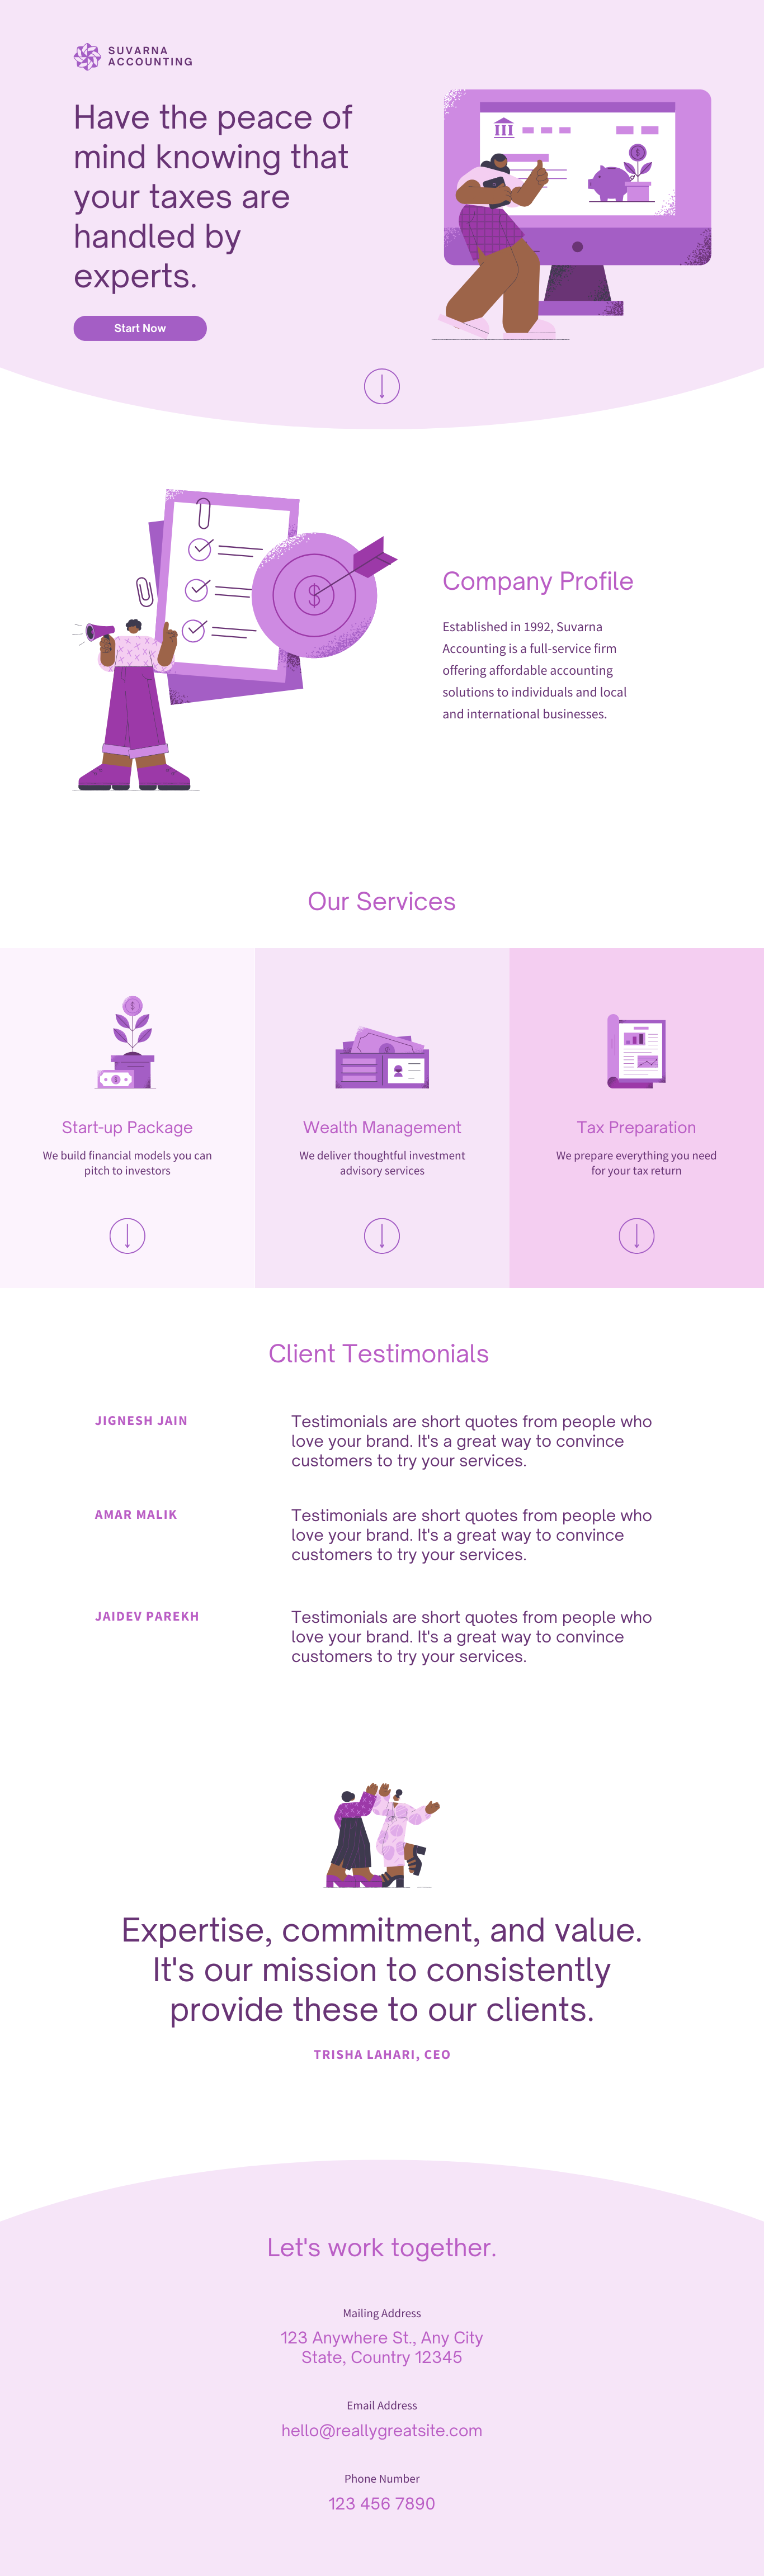 SUVARNA
ACCOUNTING
Have the peace of
mind knowing that
your taxes are
handled by
experts.
Start Now
$
$
Company Profile
Established in 1992, Suvarna
Accounting is a full-service firm
offering affordable accounting
solutions to individuals and local
and international businesses.
Our Services
$
$
Start-up Package
We build financial models you can
pitch to investors
Wealth Management
We deliver thoughtful investment
advisory services
Tax Preparation
We prepare everything you need
for your tax return
Client Testimonials
JIGNESH JAIN
Testimonials are short quotes from people who
love your brand. It's a great way to convince
customers to try your services.
AMAR MALIK
Testimonials are short quotes from people who
love your brand. It's a great way to convince
customers to try your services.
JAIDEV PAREKH
Testimonials are short quotes from people who
love your brand. It's a great way to convince
customers to try your services.
Expertise, commitment, and value.
It's our mission to consistently
provide these to our clients.
TRISHA LAHARI, CEO
Let's work together.
Mailing Address
123 Anywhere St., Any City
State, Country 12345
Email Address
hello@reallygreatsite.com
Phone Number
123 456 7890